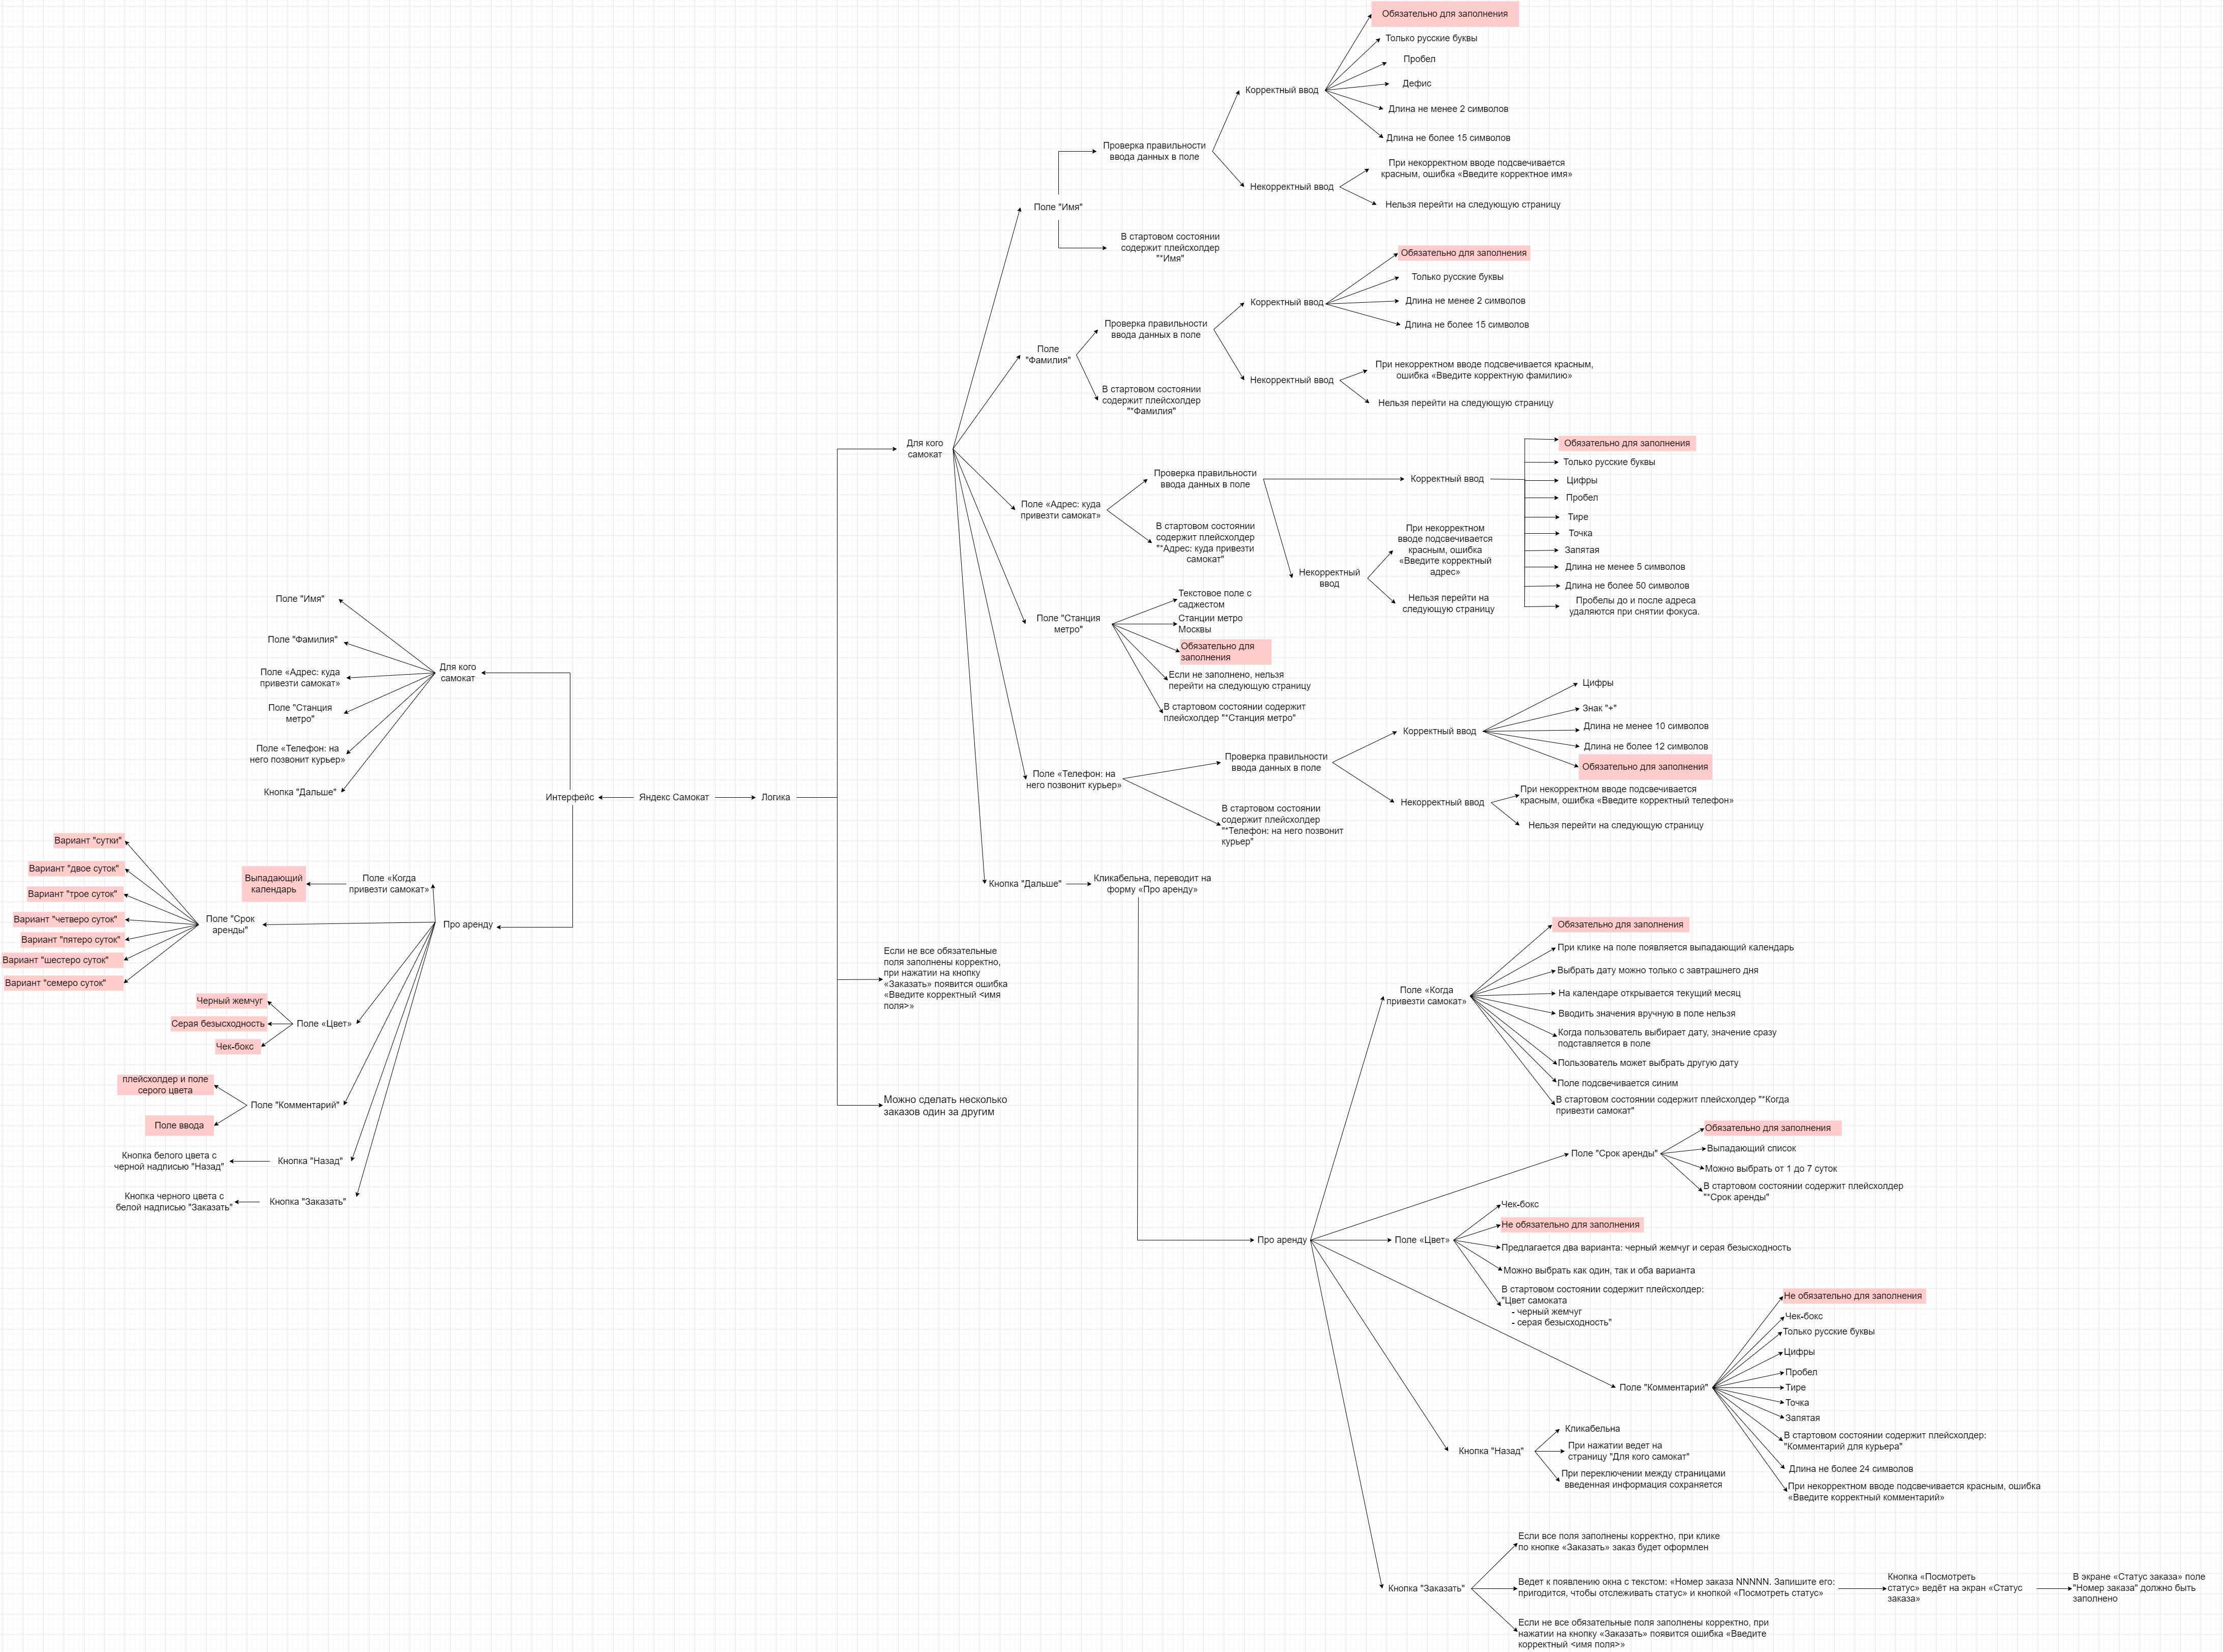 Обязательно для заполнения
Только русские буквы
Пробел
Дефис
Длина не менее 2 символов
Длина не более 15 символов
Корректный ввод
Проверка правильности
ввода данных в поле
При некорректном вводе подсвечивается
красным, ошибка «Введите корректное имя»
Некорректный ввод
Нельзя перейти на следующую страницу
Поле "Имя"
В стартовом состоянии
содержит плейсхолдер
"*Имя"
Обязательно для заполнения
Только русские буквы
Длина не менее 2 символов
Длина не более 15 символов
Корректный ввод
Проверка правильности
ввода данных в поле
Поле
"Фамилия"
При некорректном вводе подсвечивается красным,
ошибка «Введите корректную фамилию»
Некорректный ввод
Нельзя перейти на следующую страницу
В стартовом состоянии
содержит плейсхолдер
"*Фамилия"
Для кого
самокат
Обязательно для заполнения
Только русские буквы
Цифры
Пробел
Тире
Точка
Запятая
Длина не менее 5 символов
Длина не более 50 символов
Пробелы до и после адреса
удаляются при снятии фокуса.
Проверка правильности
ввода данных в поле
Корректный ввод
Поле «Адрес: куда
привезти самокат»
В стартовом состоянии
содержит плейсхолдер
"*Адрес: куда привезти
самокат"
При некорректном
вводе подсвечивается
красным, ошибка
«Введите корректный
адрес»
Некорректный
ввод
Нельзя перейти на
следующую страницу
Поле "Станция
метро"
Текстовое поле с
саджестом
Станции метро
Москвы
Обязательно для
заполнения
Если не заполнено, нельзя
перейти на следующую страницу
В стартовом состоянии содержит
плейсхолдер "*Станция метро"
Цифры
Знак "+"
Длина не менее 10 символов
Длина не более 12 символов
Обязательно для заполнения
Корректный ввод
Проверка правильности
ввода данных в поле
Поле «Телефон: на
него позвонит курьер»
При некорректном вводе подсвечивается
красным, ошибка «Введите корректный телефон»
Некорректный ввод
Нельзя перейти на следующую страницу
В стартовом состоянии
содержит плейсхолдер
"*Телефон: на него позвонит
курьер"
Кнопка "Дальше"
Кликабельна, переводит на
форму «Про аренду»
Поле "Имя"
Поле "Фамилия"
Поле «Адрес: куда
привезти самокат»
Поле "Станция
метро"
Поле «Телефон: на
него позвонит курьер»
Кнопка "Дальше"
Для кого
самокат
Интерфейс
Яндекс Самокат
Логика
Вариант "сутки"
Вариант "двое суток"
Вариант "трое суток"
Вариант "четверо суток"
Вариант "пятеро суток"
Вариант "шестеро суток"
Вариант "семеро суток"
Выпадающий
календарь
Поле «Когда
привезти самокат»
Поле "Срок
аренды"
Про аренду
Черный жемчуг
Серая безысходность
Чек-бокс
Поле «Цвет»
плейсхолдер и поле
серого цвета
Поле ввода
Поле "Комментарий"
Кнопка белого цвета с
черной надписью "Назад"
Кнопка "Назад"
Кнопка черного цвета с
белой надписью "Заказать"
Кнопка "Заказать"
Если не все обязательные
поля заполнены корректно,
при нажатии на кнопку
«Заказать» появится ошибка
«Введите корректный <имя
поля>»
Можно сделать несколько
заказов один за другим
Обязательно для заполнения
При клике на поле появляется выпадающий календарь
Выбрать дату можно только с завтрашнего дня
На календаре открывается текущий месяц
Вводить значения вручную в поле нельзя
Когда пользователь выбирает дату, значение сразу
подставляется в поле
Пользователь может выбрать другую дату
Поле подсвечивается синим
В стартовом состоянии содержит плейсхолдер "*Когда
привезти самокат"
Поле «Когда
привезти самокат»
Обязательно для заполнения
Выпадающий список
Можно выбрать от 1 до 7 суток
В стартовом состоянии содержит плейсхолдер
"*Срок аренды"
Поле "Срок аренды"
Про аренду
Поле «Цвет»
Чек-бокс
Не обязательно для заполнения
Предлагается два варианта: черный жемчуг и серая безысходность
Можно выбрать как один, так и оба варианта
В стартовом состоянии содержит плейсхолдер:
"Цвет самоката
- черный жемчуг
- серая безысходность"
Не обязательно для заполнения
Чек-бокс
Только русские буквы
Цифры
Пробел
Тире
Точка
Запятая
В стартовом состоянии содержит плейсхолдер:
"Комментарий для курьера"
Длина не более 24 символов
При некорректном вводе подсвечивается красным, ошибка
«Введите корректный комментарий»
Поле "Комментарий"
Кнопка "Назад"
Кликабельна
При нажатии ведет на
страницу "Для кого самокат"
При переключении между страницами
введенная информация сохраняется
Кнопка "Заказать"
Если все поля заполнены корректно, при клике
по кнопке «Заказать» заказ будет оформлен
Ведет к появлению окна с текстом: «Номер заказа NNNNN. Запишите его:
пригодится, чтобы отслеживать статус» и кнопкой «Посмотреть статус»
Кнопка «Посмотреть
статус» ведёт на экран «Статус
заказа»
В экране «Статус заказа» поле
"Номер заказа" должно быть
заполнено
Если не все обязательные поля заполнены корректно, при
нажатии на кнопку «Заказать» появится ошибка «Введите
корректный <имя поля>»